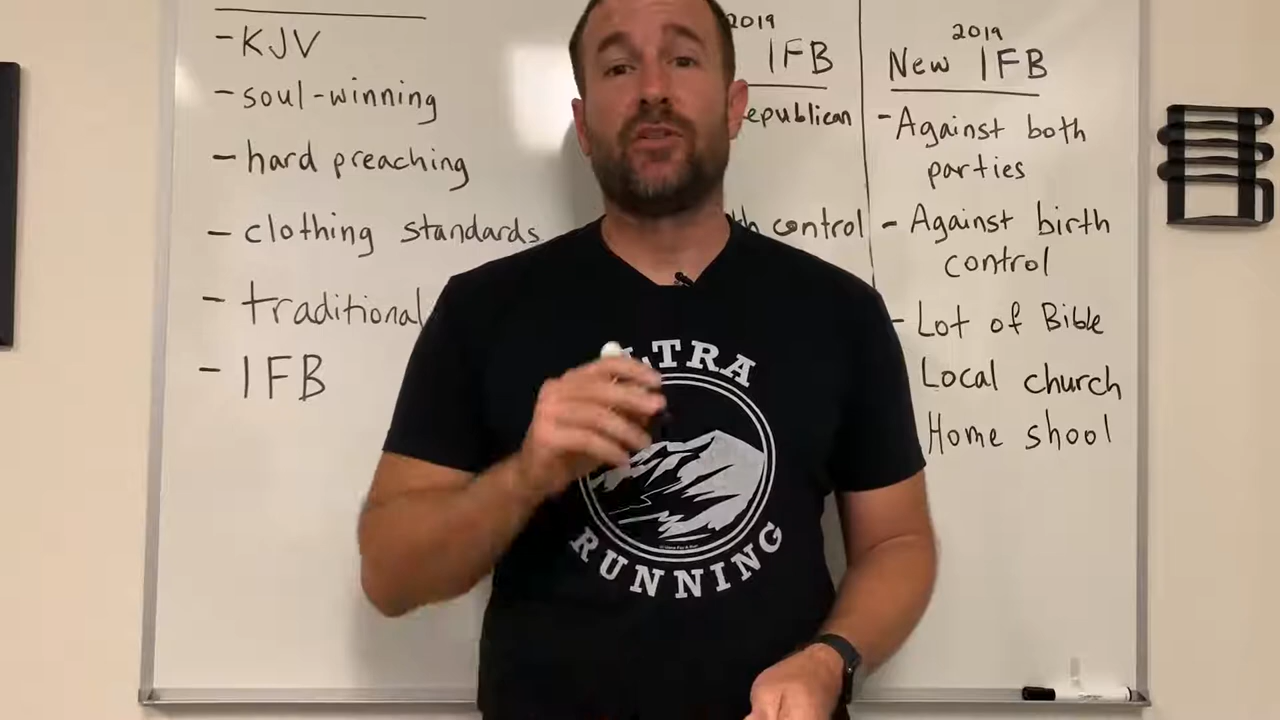 - KJV
- soul-winning
- hard preaching
- clothing standards
- traditional
- IFB
2019
IFB
epublican
control
2019
New IFB
- Against both
parties
- Against birth
control
- Lot of Bible
Local church
Home shool
ULTRA
RUNNING